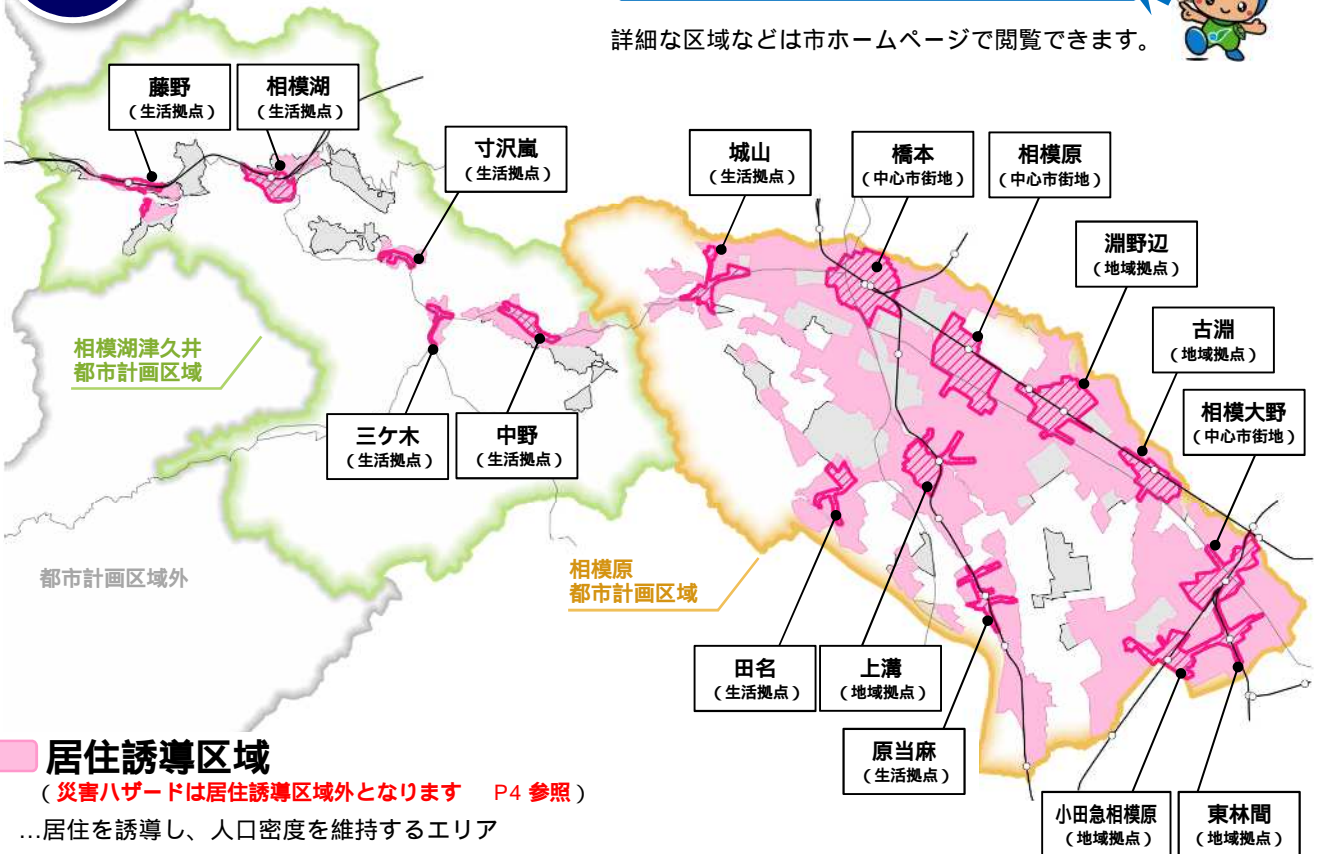 詳細な区域などは市ホームページで閲覧できます。
藤野
（生活拠点）
相模湖
（生活拠点）
寸沢嵐
（生活拠点）
城山
（生活拠点）
橋本
（中心市街地）
相模原
（中心市街地）
淵野辺
（地域拠点）
古淵
（地域拠点）
相模大野
（中心市街地）
相模湖津久井
都市計画区域
三ケ木
（生活拠点）
中野
（生活拠点）
都市計画区域外
相模原
都市計画区域
田名
（生活拠点）
上溝
（地域拠点）
原当麻
（生活拠点）
小田急相模原
（地域拠点）
東林間
（地域拠点）
居住誘導区域
（災害ハザードは居住誘導区域外となります　P4 参照）
…居住を誘導し、人口密度を維持するエリア